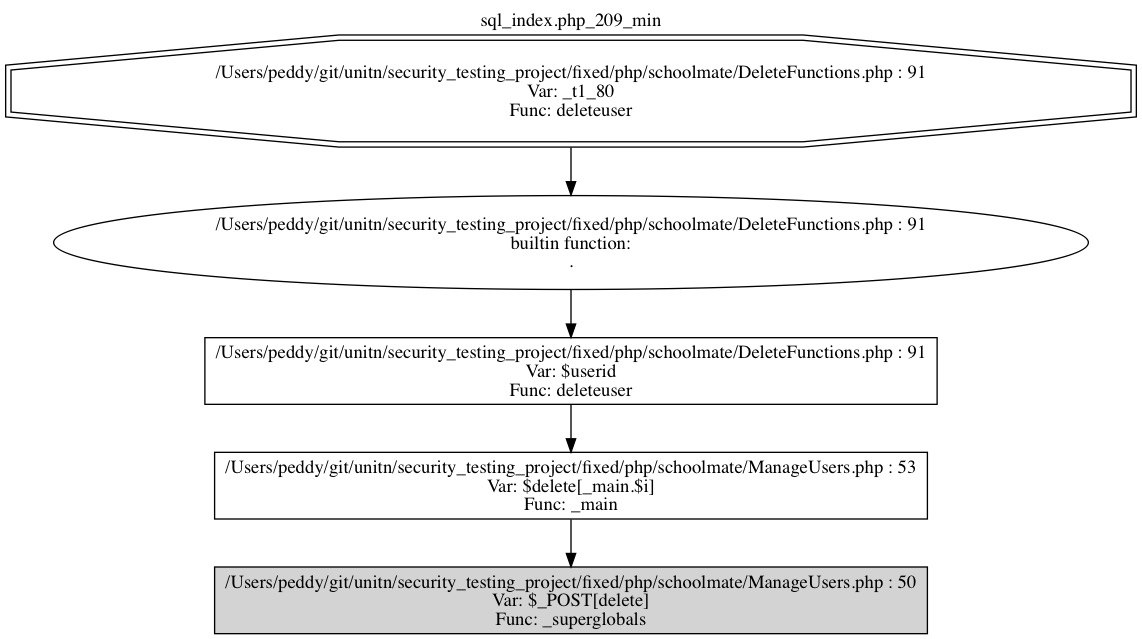 sql_index.php_209_min
/Users/peddy/git/unitn/security_testing_project/fixed/php/schoolmate/DeleteFunctions.php : 91
Var: _t1_80
Func: deleteuser
/Users/peddy/git/unitn/security_testing_project/fixed/php/schoolmate/DeleteFunctions.php : 91
builtin function:
.
/Users/peddy/git/unitn/security_testing_project/fixed/php/schoolmate/DeleteFunctions.php : 91
Var: $userid
Func: deleteuser
/Users/peddy/git/unitn/security_testing_project/fixed/php/schoolmate/ManageUsers.php : 53
Var: $delete[_main.$i]
Func: _main
/Users/peddy/git/unitn/security_testing_project/fixed/php/schoolmate/ManageUsers.php : 50
Var: $_POST[delete]
Func: _superglobals